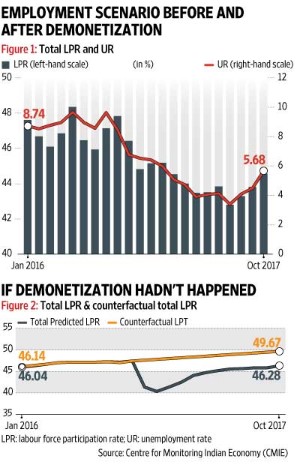 EMPLOYMENT SCENARIO BEFORE AND
AFTER DEMONETIZATION
Figure 1: Total LPR and UR
LPR (left-hand scale) (in %) UR (right-hand scale)
50 12
8.74
48 10
46 8
5.68
6
44 4
42 2
40 0
Jan 2016 Oct 2017
IF DEMONETIZATION HADN'T HAPPENED
Figure 2: Total LPR & counterfactual total LPR
Total Predicted LPR Counterfactual LPT
55
50 46.14 49.67
45 46.04 46.28
40
35
Jan 2016 Oct 2017
LPR: labour force participation rate; UR: unemployment rate
Source: Centre for Monitoring Indian Economy (CMIE)